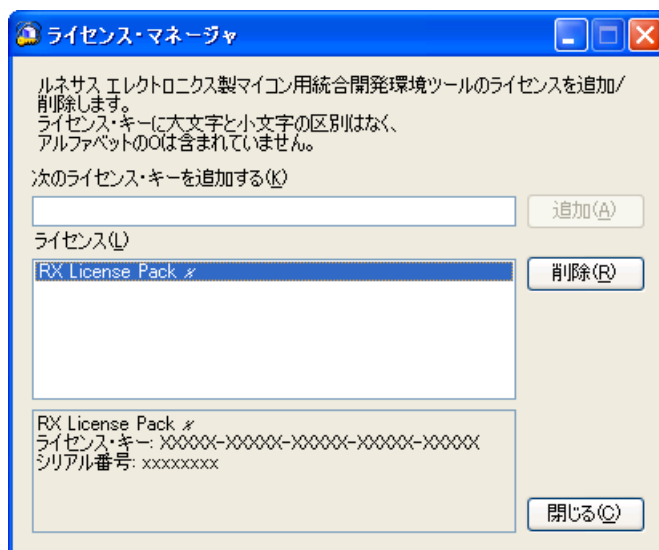 ライセンス・マネージャ
ルネサス エレクトロニクス製マイコン用統合開発環境ツールのライセンスを追加/
削除します。
ライセンス・キーに大文字と小文字の区別はなく、
アルファベットのOは含まれていません。
次のライセンス・キーを追加する(K)
追加(A)
ライセンス(L)
RX License Pack x
削除(R)
RX License Pack x
ライセンス・キー: XXXXX-XXXXX-XXXXX-XXXXX-XXXXX
シリアル番号: xxxxxxxx
閉じる(C)